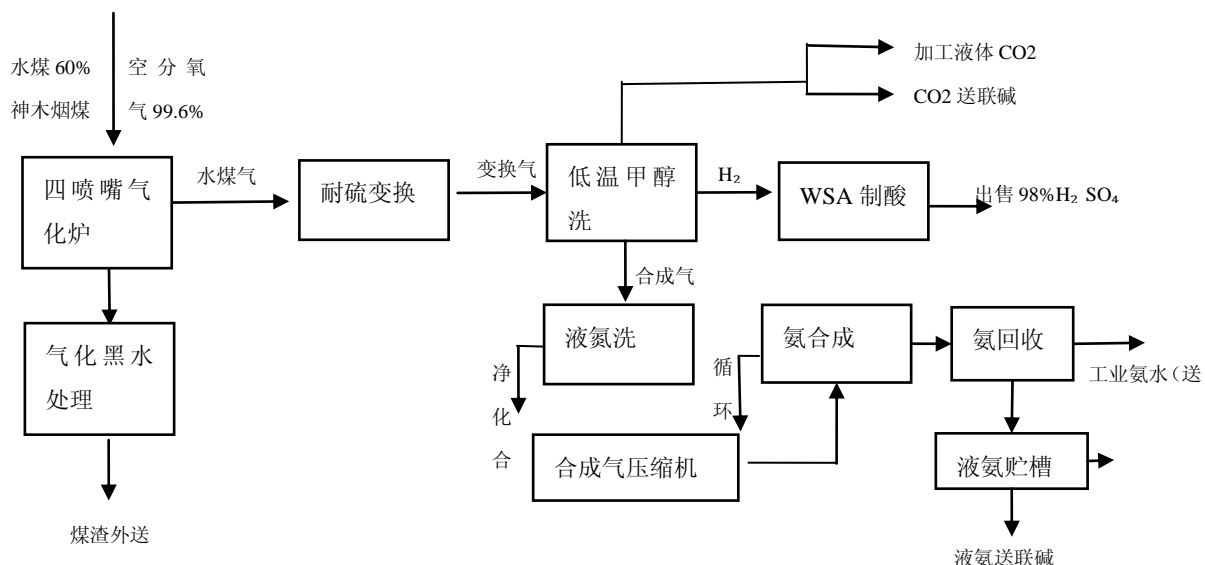 加工液体 CO2
水煤 60%
空 分 氧
神木烟煤
气 99.6%
CO2 送联碱
四喷嘴气
化炉
水煤气
耐硫变换
变换气
低温甲醇
洗
H₂
WSA 制酸
出售 98%H₂ SO₄
合成气
气化黑水
处理
液氮洗
净
化
合
氨合成
循
环
氨回收
工业氨水（送
合成气压缩机
液氨贮槽
煤渣外送
液氨送联碱